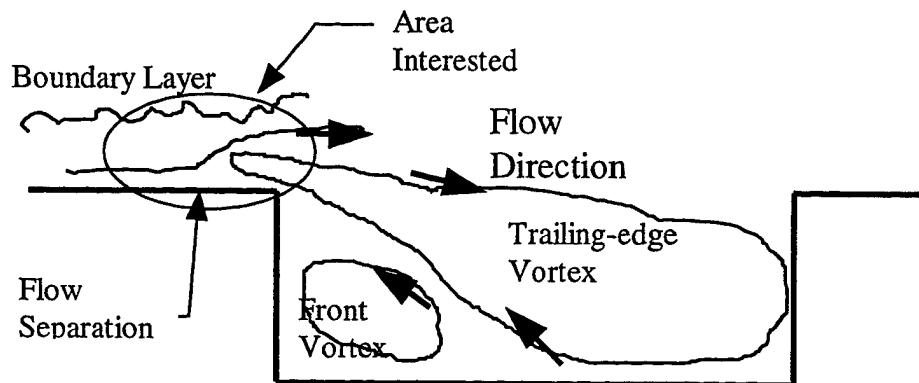 Area
Interested
Boundary Layer
Flow
Direction
Trailing-edge
Vortex
Flow
Separation
Front
Vortex